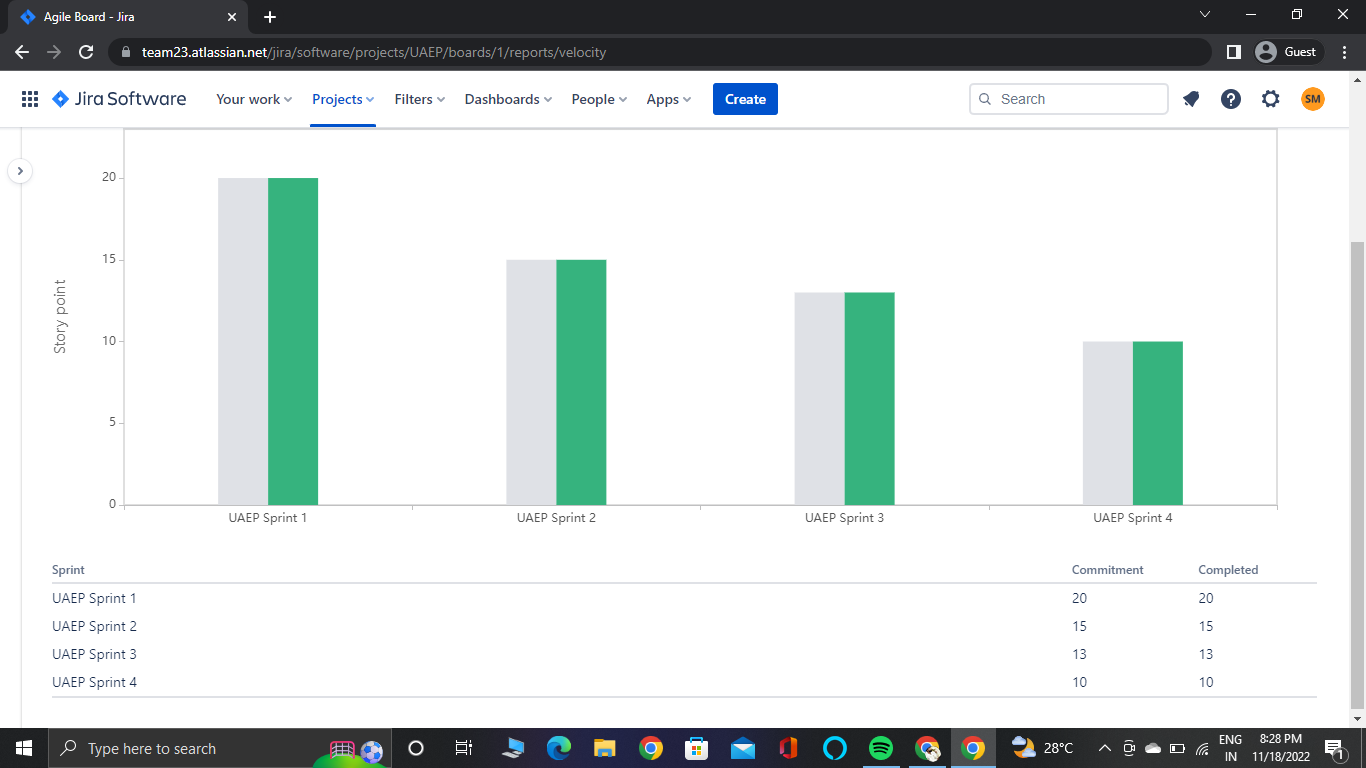 Agile Board - Jira
team23.atlassian.net/jira/software/projects/UAEP/boards/1/reports/velocity
Guest
Jira Software Your work Projects Filters Dashboards People Apps Create Search SM
Story point
20
15
10
5
0
UAEP Sprint 1 UAEP Sprint 2 UAEP Sprint 3 UAEP Sprint 4
Sprint Commitment Completed
UAEP Sprint 1 20 20
UAEP Sprint 2 15 15
UAEP Sprint 3 13 13
UAEP Sprint 4 10 10
Type here to search
28°C
ENG
IN
8:28 PM
11/18/2022
1